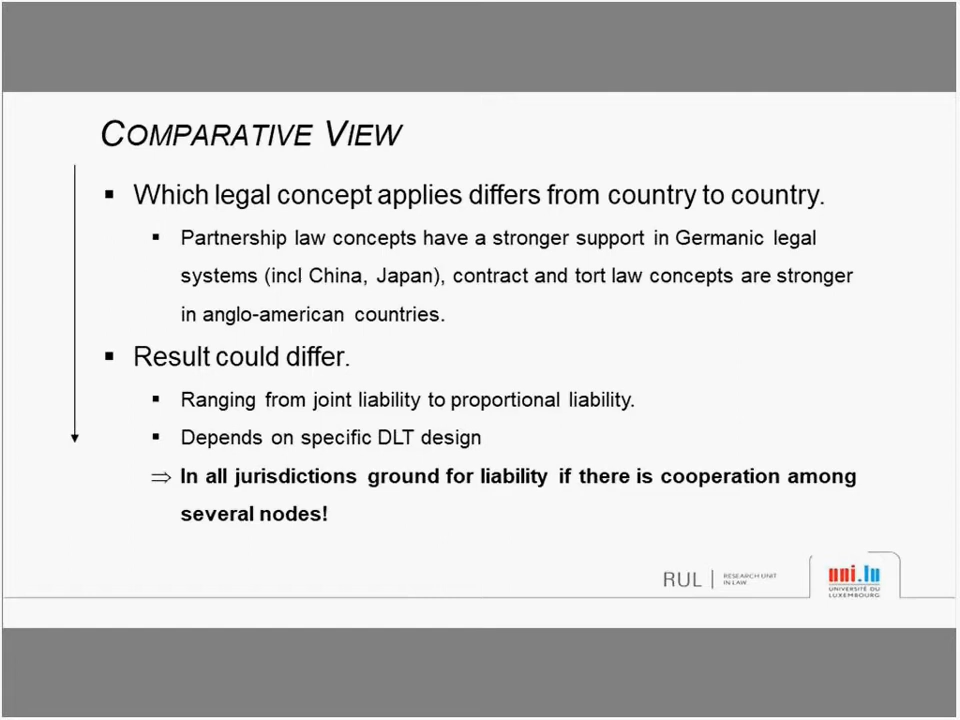 COMPARATIVE VIEW
▪ Which legal concept applies differs from country to country.
▪ Partnership law concepts have a stronger support in Germanic legal
systems (incl China, Japan), contract and tort law concepts are stronger
in anglo-american countries.
▪ Result could differ.
▪ Ranging from joint liability to proportional liability.
▪ Depends on specific DLT design
⇒ In all jurisdictions ground for liability if there is cooperation among
several nodes!
RUL | RESEARCH UNIT
IN LAW
uni.lu
UNIVERSITÉ DU
LUXEMBOURG